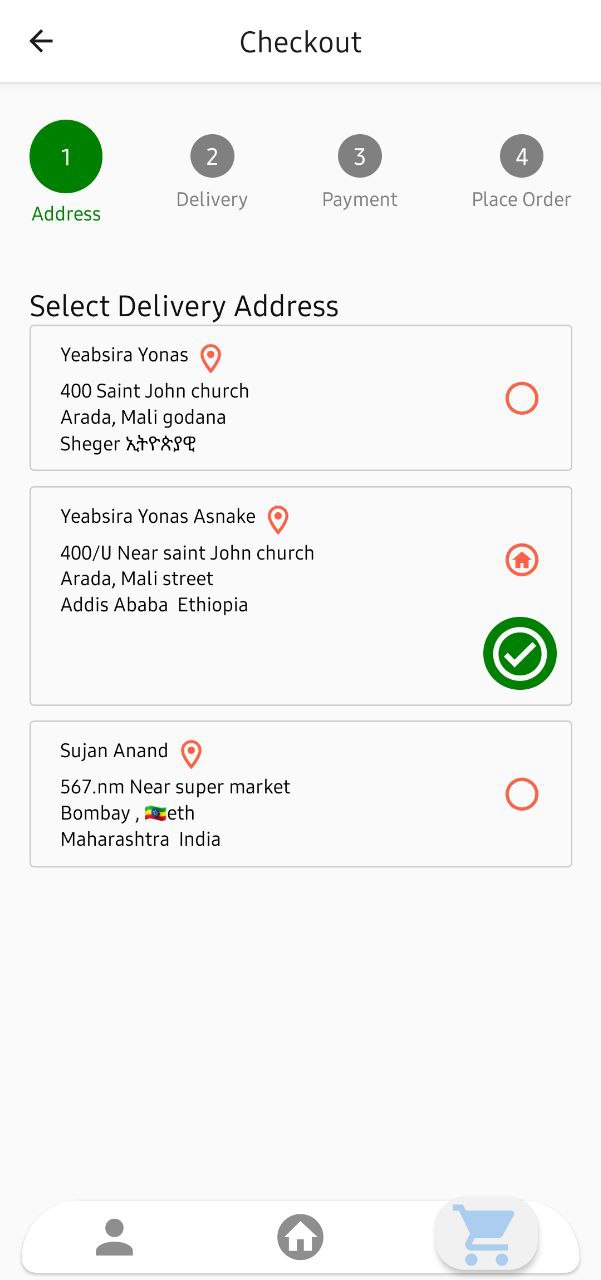 Checkout
1
2
3
4
Address
Delivery
Payment
Place Order
Select Delivery Address
Yeabsira Yonas
400 Saint John church
Arada, Mali godana
Sheger ኢትዮጵያዊ
Yeabsira Yonas Asnake
400/U Near saint John church
Arada, Mali street
Addis Ababa  Ethiopia
Sujan Anand
567.nm Near super market
Bombay , 🇪🇹eth
Maharashtra  India